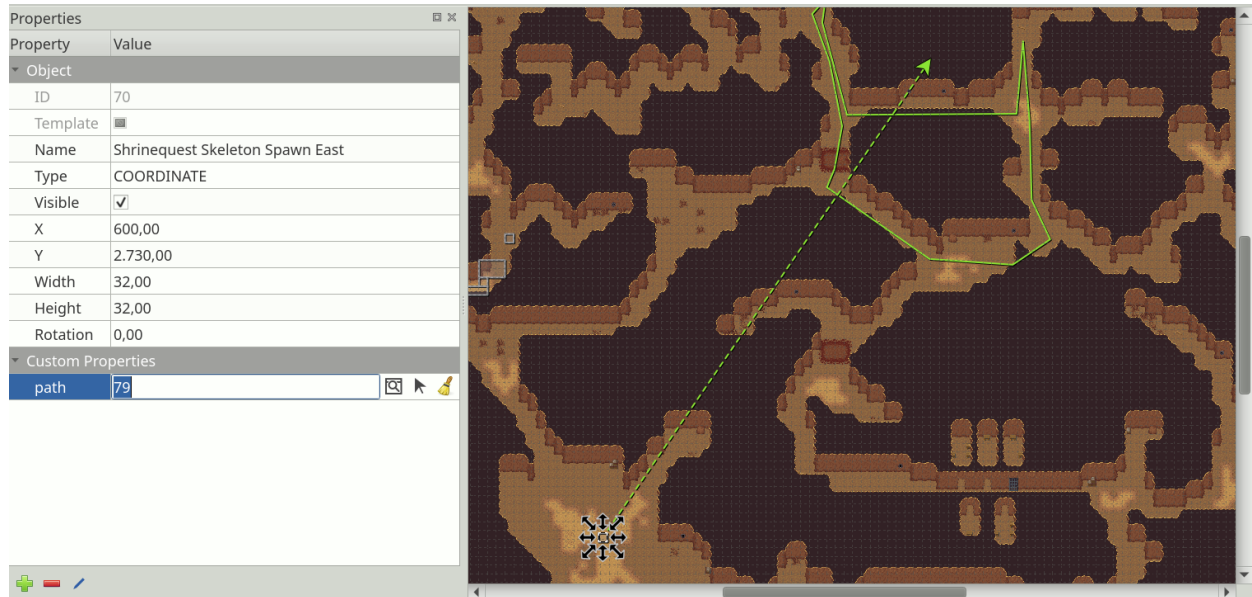 Properties
Property Value
Object
ID 70
Template
Name Shrinequest Skeleton Spawn East
Type COORDINATE
Visible
X 600,00
Y 2.730,00
Width 32,00
Height 32,00
Rotation 0,00
Custom Properties
path 79